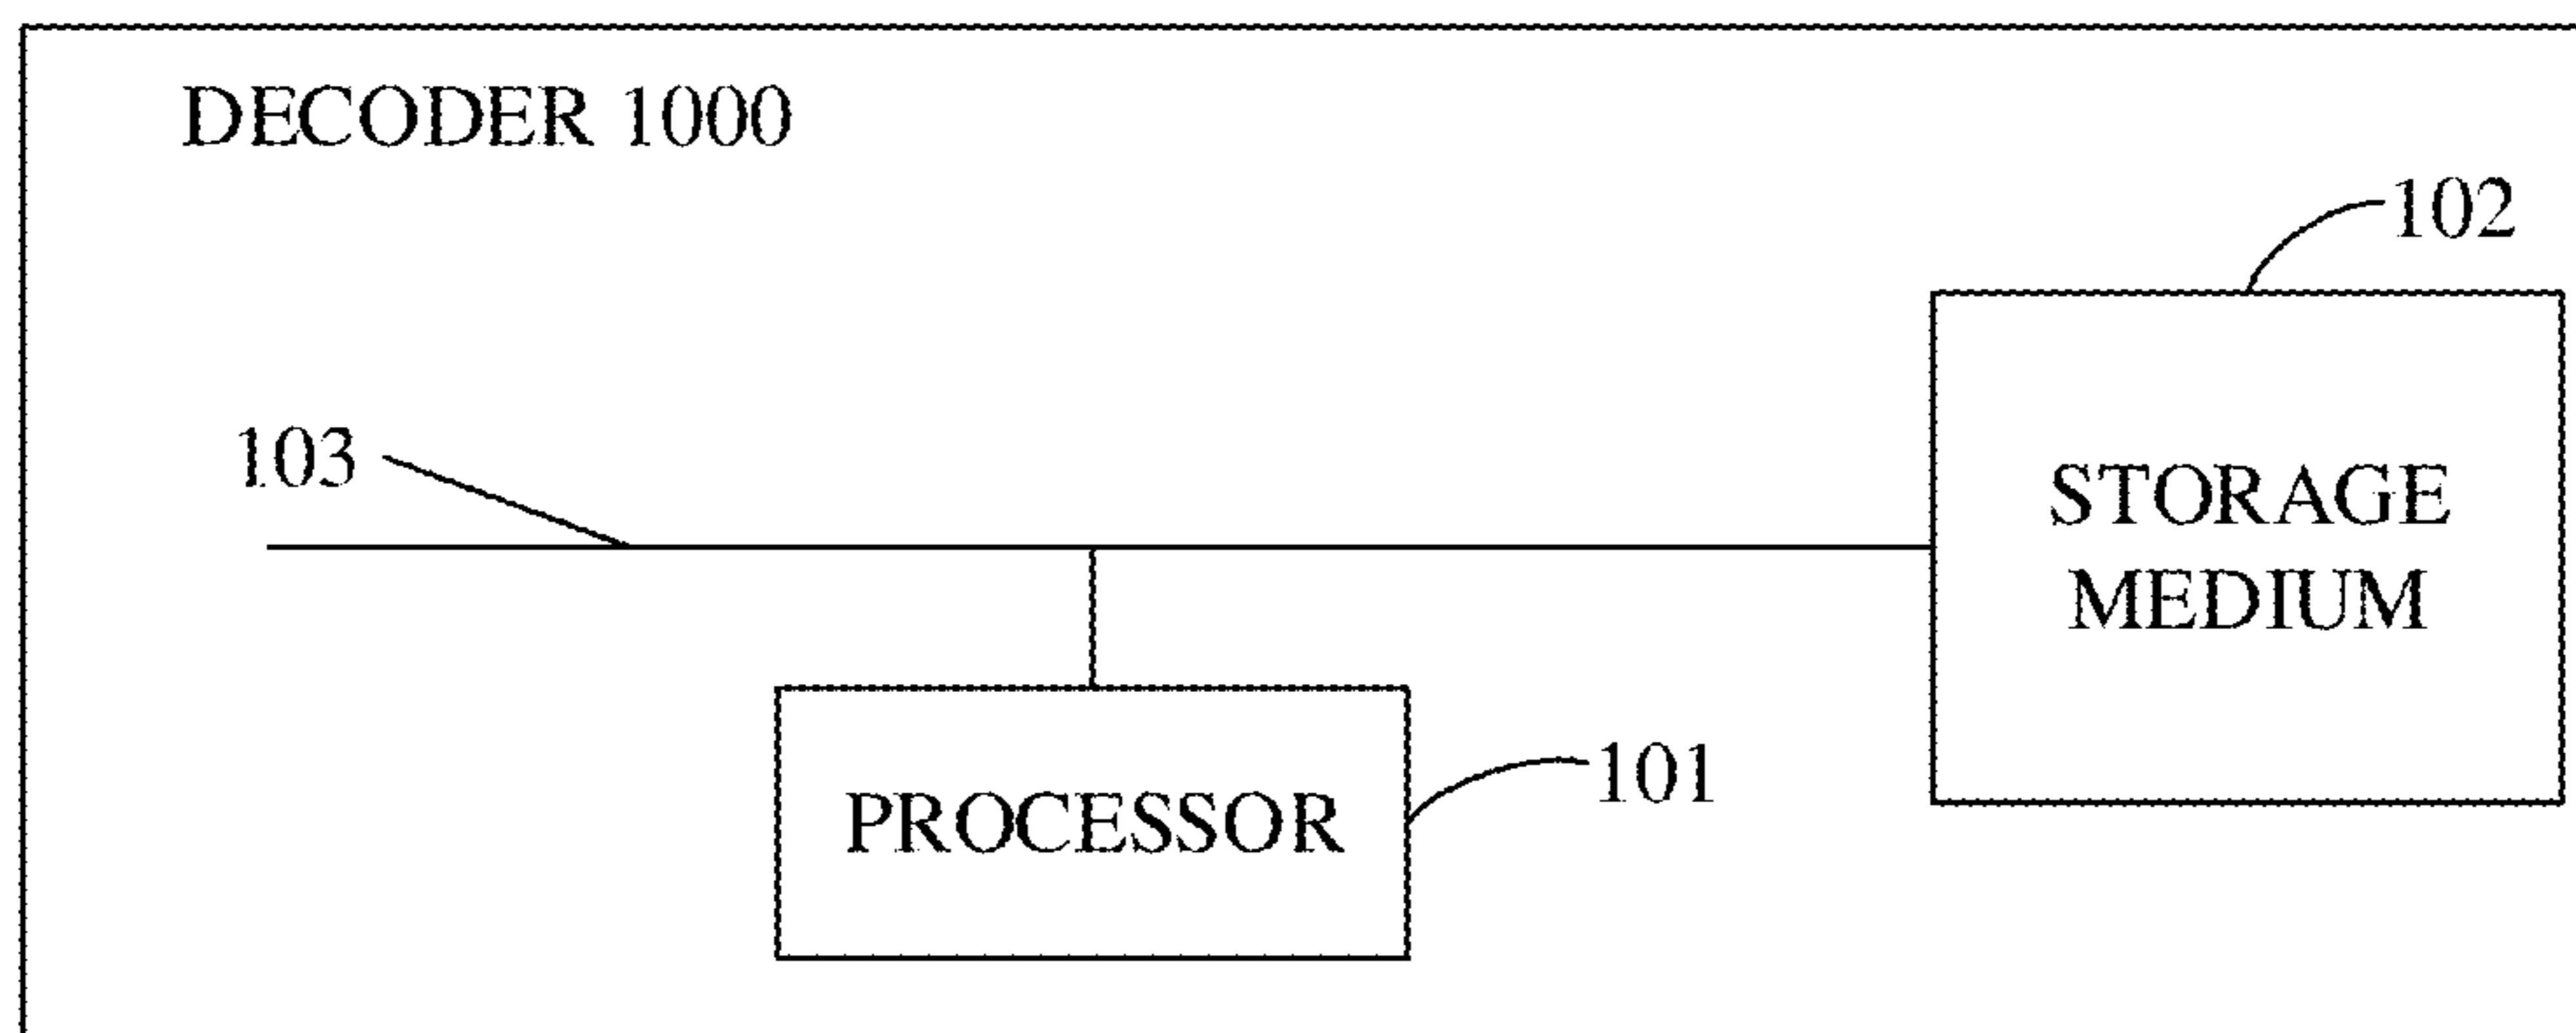 DECODER 1000
102
103
STORAGE
MEDIUM
101
PROCESSOR